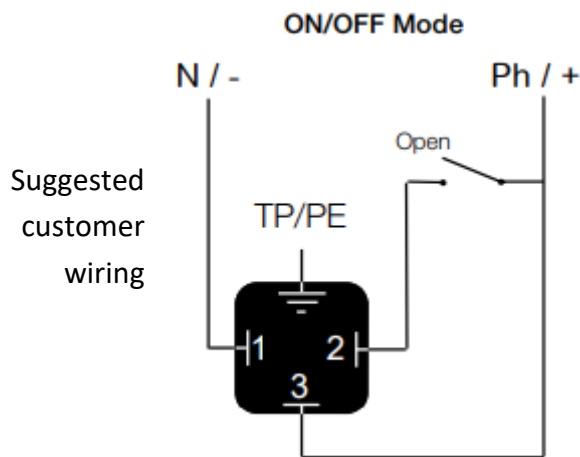 ON/OFF Mode
N / -
Ph / +
Open
Suggested
customer
wiring
TP/PE
1
2
3